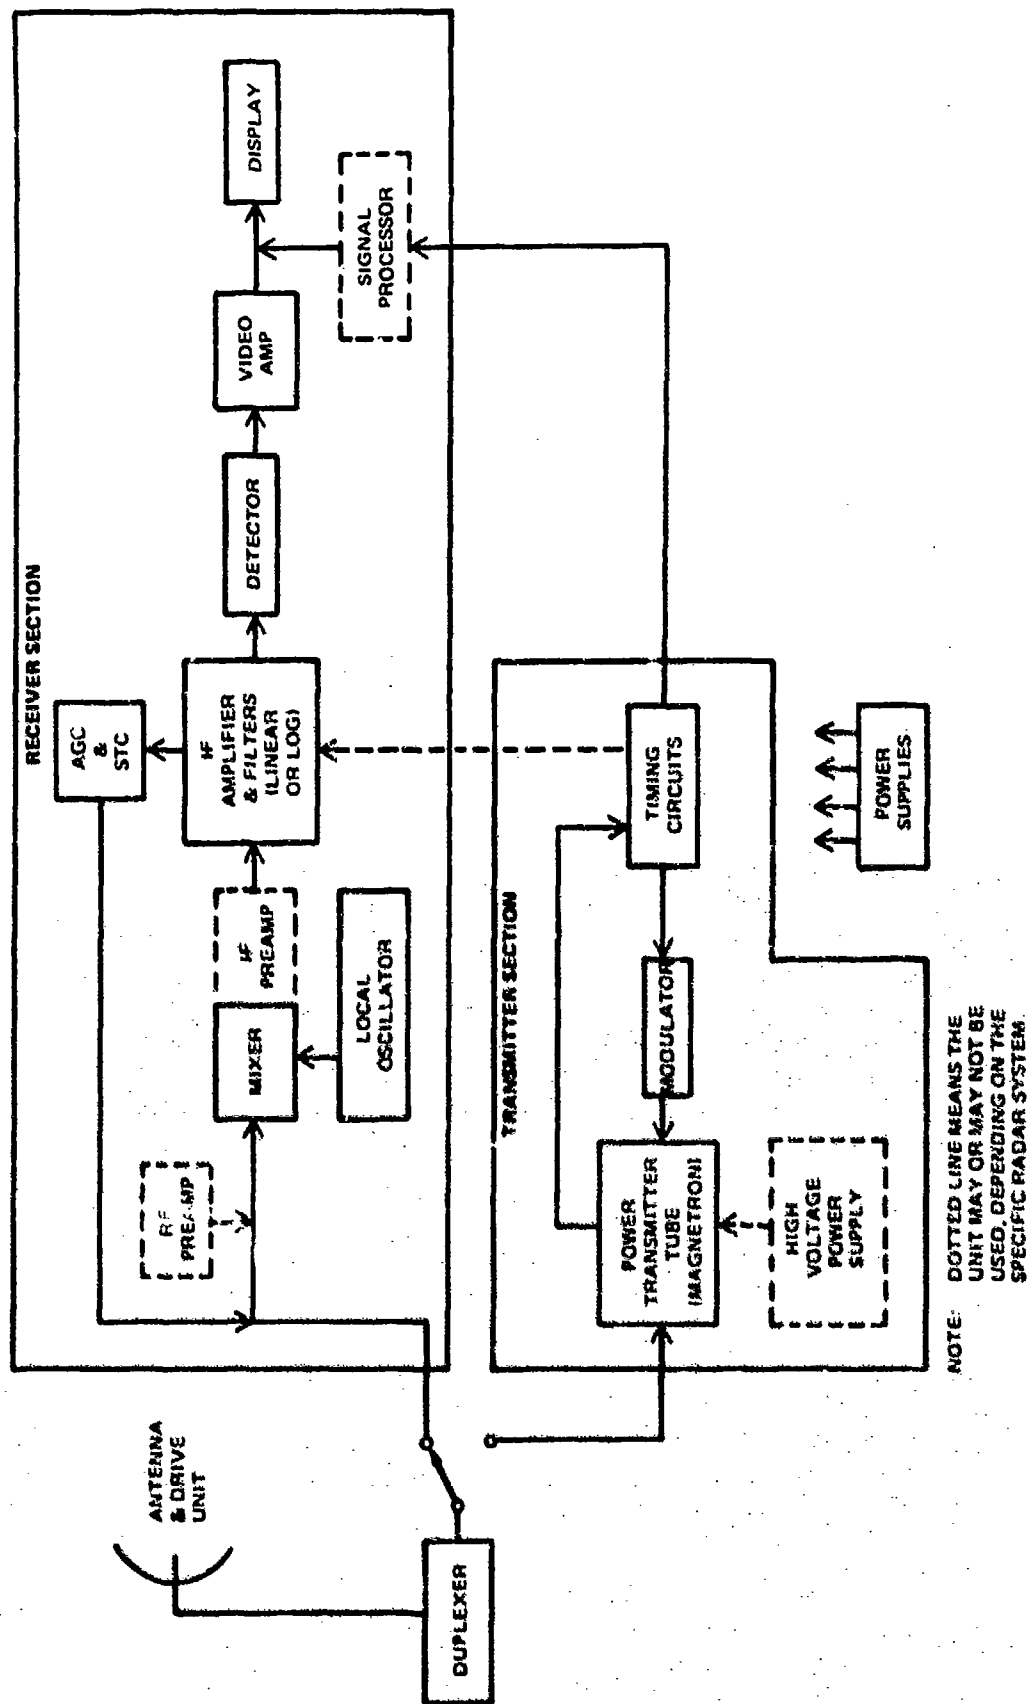 RECEIVER SECTION
AGC
&
STC
RF
PREAMP
MIXER
IF
PREAMP
IF
AMPLIFIER
& FILTERS
(LINEAR
OR LOG)
DETECTOR
VIDEO
AMP
DISPLAY
LOCAL
OSCILLATOR
SIGNAL
PROCESSOR
ANTENNA
& DRIVE
UNIT
DUPLEXER
TRANSMITTER SECTION
POWER
TRANSMITTER
TUBE
(MAGNETRON)
MODULATOR
TIMING
CIRCUITS
HIGH
VOLTAGE
POWER
SUPPLY
POWER
SUPPLIES
NOTE: DOTTED LINE MEANS THE
UNIT MAY OR MAY NOT BE
USED, DEPENDING ON THE
SPECIFIC RADAR SYSTEM.